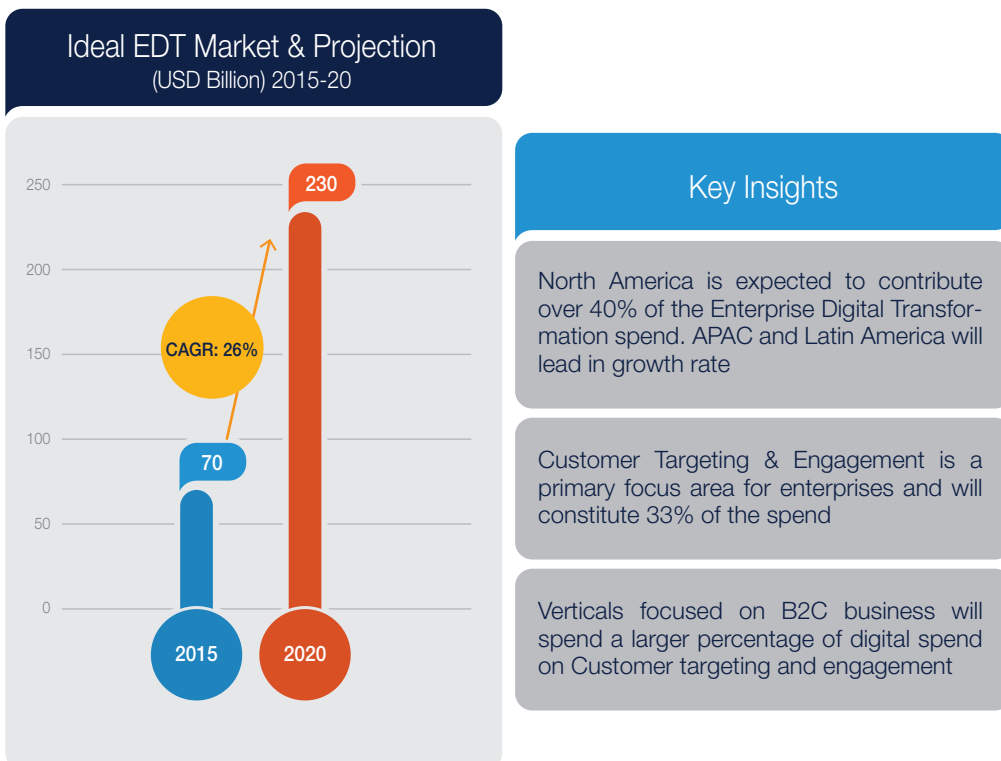 Ideal EDT Market & Projection
(USD Billion) 2015-20
250
230
200
150
CAGR: 26%
100
70
50
0
2015
2020
Key Insights
North America is expected to contribute
over 40% of the Enterprise Digital Transfor-
mation spend. APAC and Latin America will
lead in growth rate
Customer Targeting & Engagement is a
primary focus area for enterprises and will
constitute 33% of the spend
Verticals focused on B2C business will
spend a larger percentage of digital spend
on Customer targeting and engagement